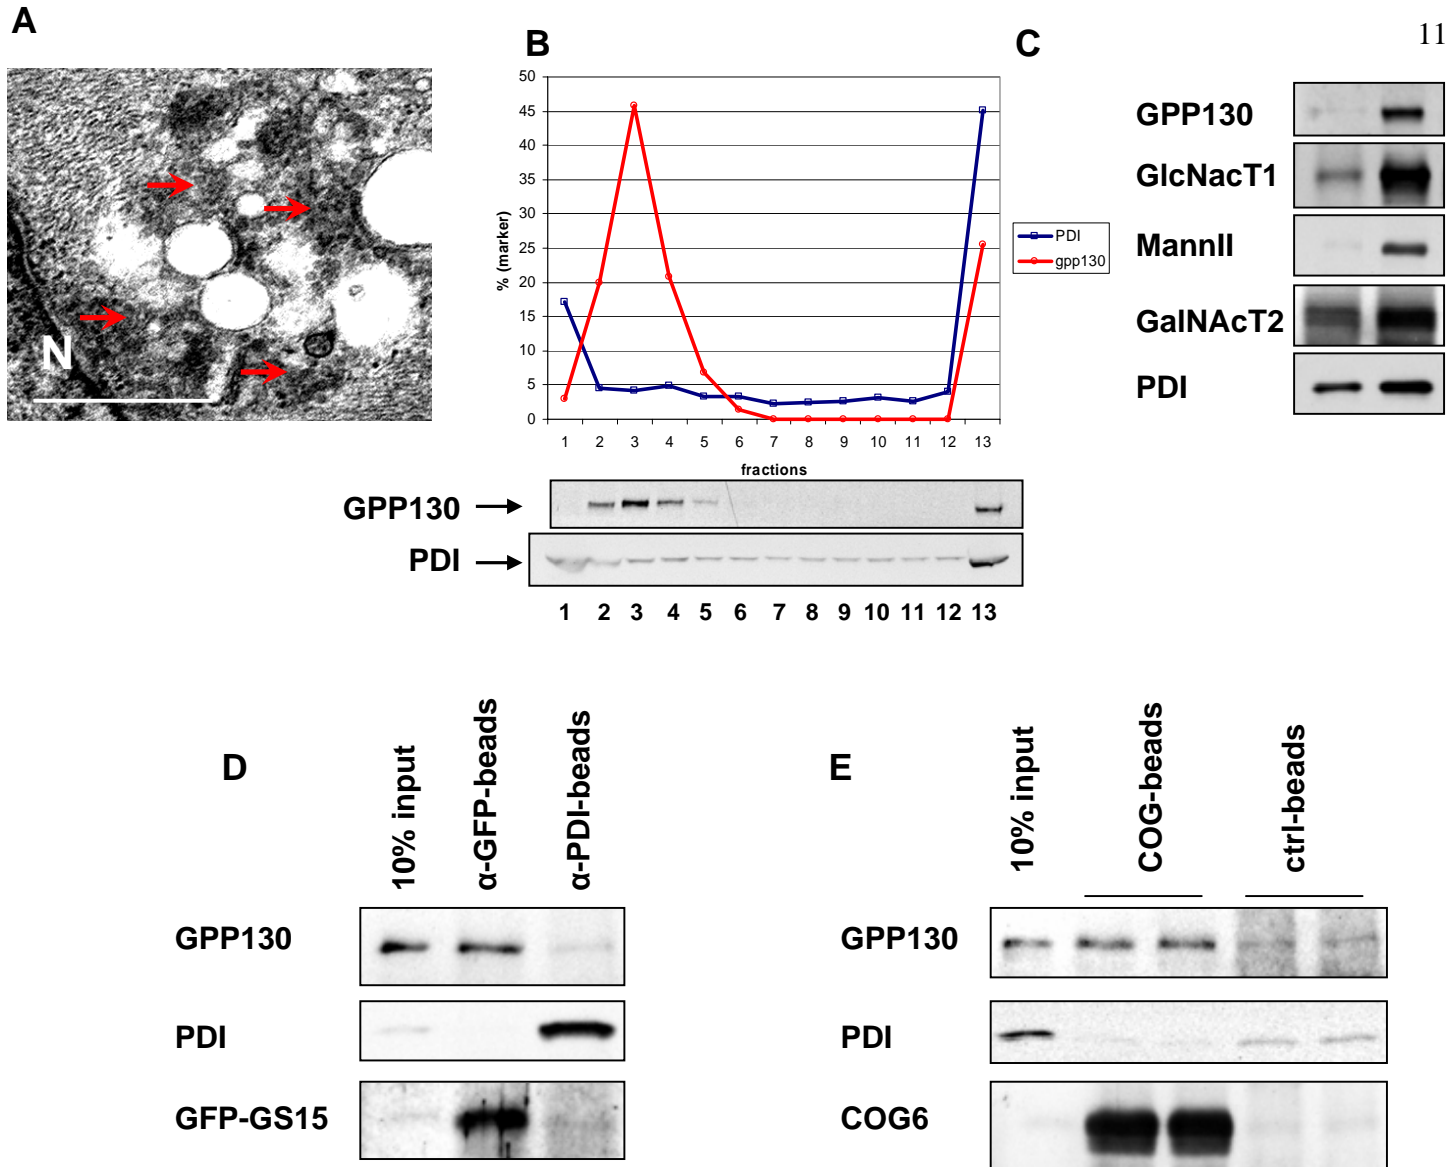 A
B
C
11
N
50
45
40
35
30
25
20
15
10
5
0
% (marker)
1 2 3 4 5 6 7 8 9 10 11 12 13
fractions
PDI
gpp130
GPP130
GlcNacT1
MannII
GalNAcT2
PDI
GPP130
PDI
1 2 3 4 5 6 7 8 9 10 11 12 13
D
10% input
α-GFP-beads
α-PDI-beads
GPP130
PDI
GFP-GS15
E
10% input
COG-beads
ctrl-beads
GPP130
PDI
COG6